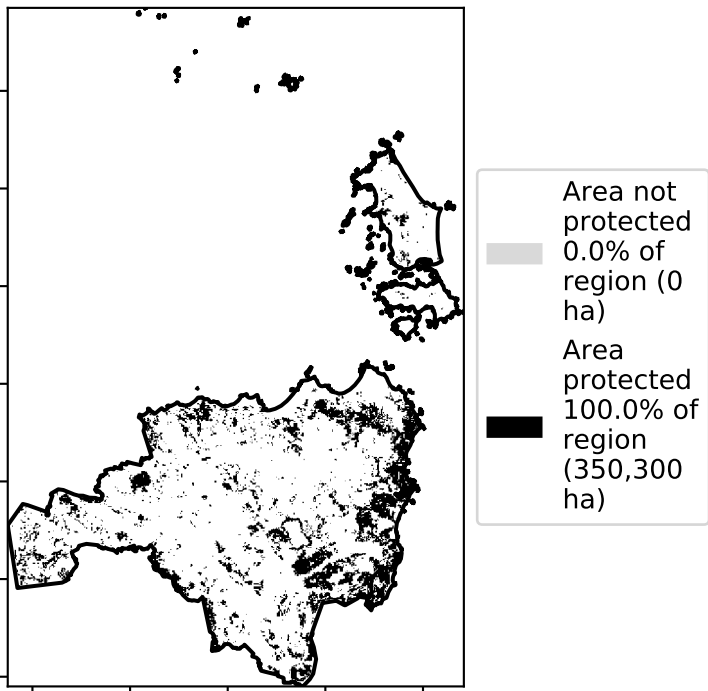 Area not
protected
0.0% of
region (0
ha)
Area
protected
100.0% of
region
(350,300
ha)